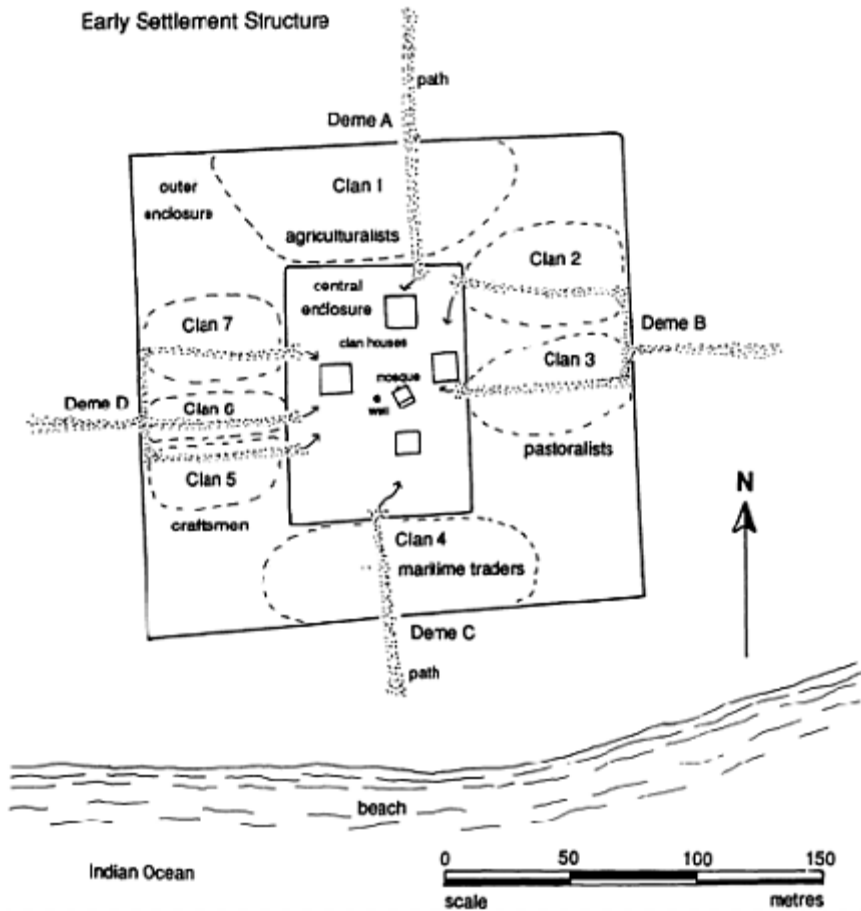 Early Settlement Structure
path
Deme A
outer
enclosure
Clan I
agriculturalists
Clan 2
central
enclosure
Clan 7
clan houses
Deme B
Clan 3
mosque
Deme D
Clan 6
well
pastoralists
Clan 5
craftsmen
N
Clan 4
maritime traders
Deme C
path
beach
Indian Ocean
0 50 100 150
scale metres